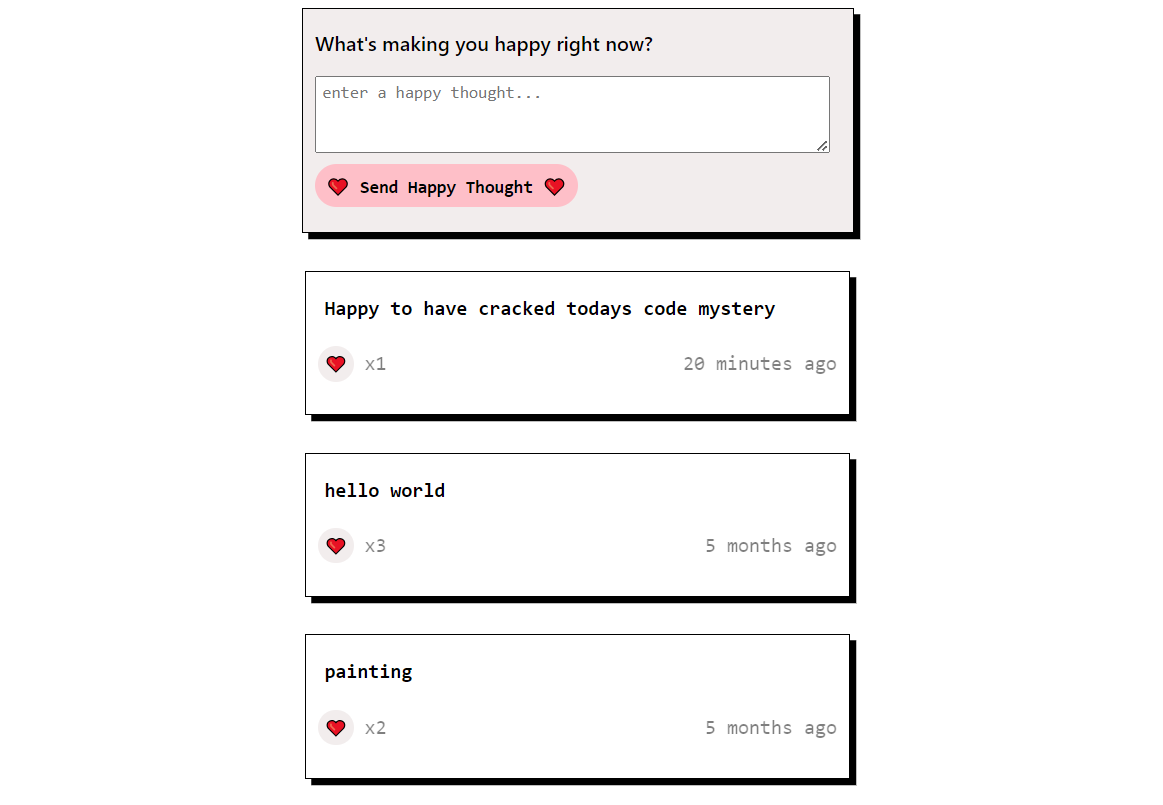 What's making you happy right now?
enter a happy thought...
❤️ Send Happy Thought ❤️
Happy to have cracked todays code mystery
❤️ x1 20 minutes ago
hello world
❤️ x3 5 months ago
painting
❤️ x2 5 months ago